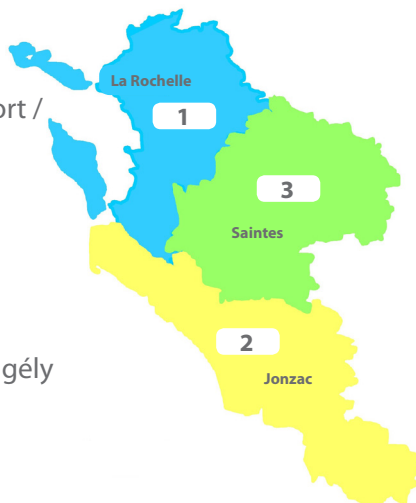 La Rochelle
ort /
1
3
Saintes
2
gély
Jonzac